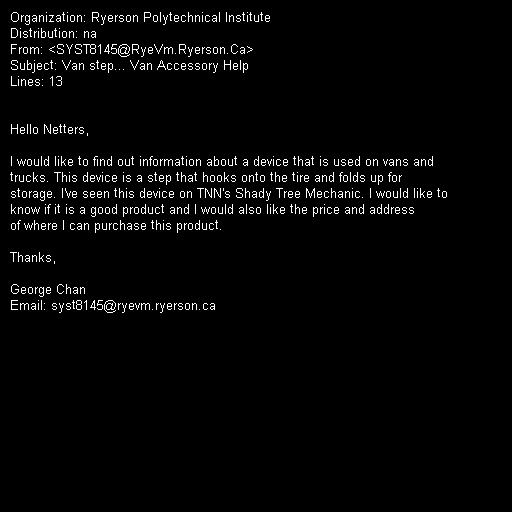 Organization: Ryerson Polytechnical Institute
Distribution: na
From: <SYST8145@RyeVm.Ryerson.Ca>
Subject: Van step... Van Accessory Help
Lines: 13

Hello Netters,

I would like to find out information about a device that is used on vans and
trucks. This device is a step that hooks onto the tire and folds up for
storage. I've seen this device on TNN's Shady Tree Mechanic. I would like to
know if it is a good product and I would also like the price and address
of where I can purchase this product.

Thanks,

George Chan
Email: syst8145@ryevm.ryerson.ca